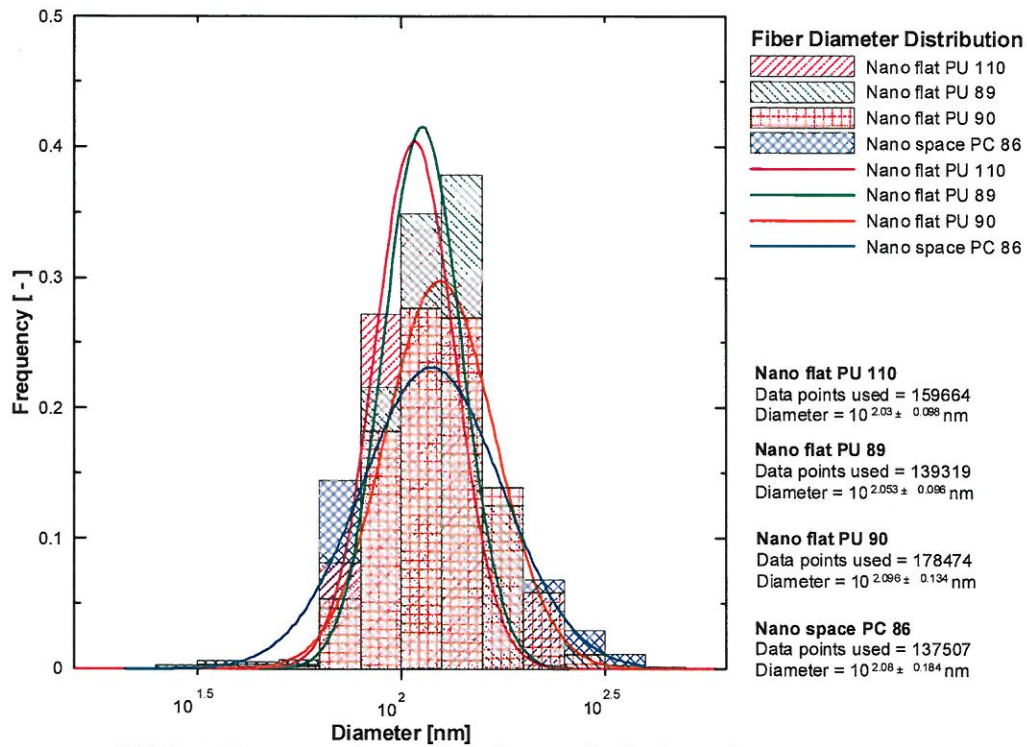 0.5
0.4
0.3
0.2
0.1
0
Frequency [ - ]
10^1.5
10^2
10^2.5
Diameter [nm]
Fiber Diameter Distribution
Nano flat PU 110
Nano flat PU 89
Nano flat PU 90
Nano space PC 86
Nano flat PU 110
Nano flat PU 89
Nano flat PU 90
Nano space PC 86
Nano flat PU 110
Data points used = 159664
Diameter = 10^2.03 ± 0.098 nm
Nano flat PU 89
Data points used = 139319
Diameter = 10^2.053 ± 0.096 nm
Nano flat PU 90
Data points used = 178474
Diameter = 10^2.096 ± 0.134 nm
Nano space PC 86
Data points used = 137507
Diameter = 10^2.08 ± 0.184 nm